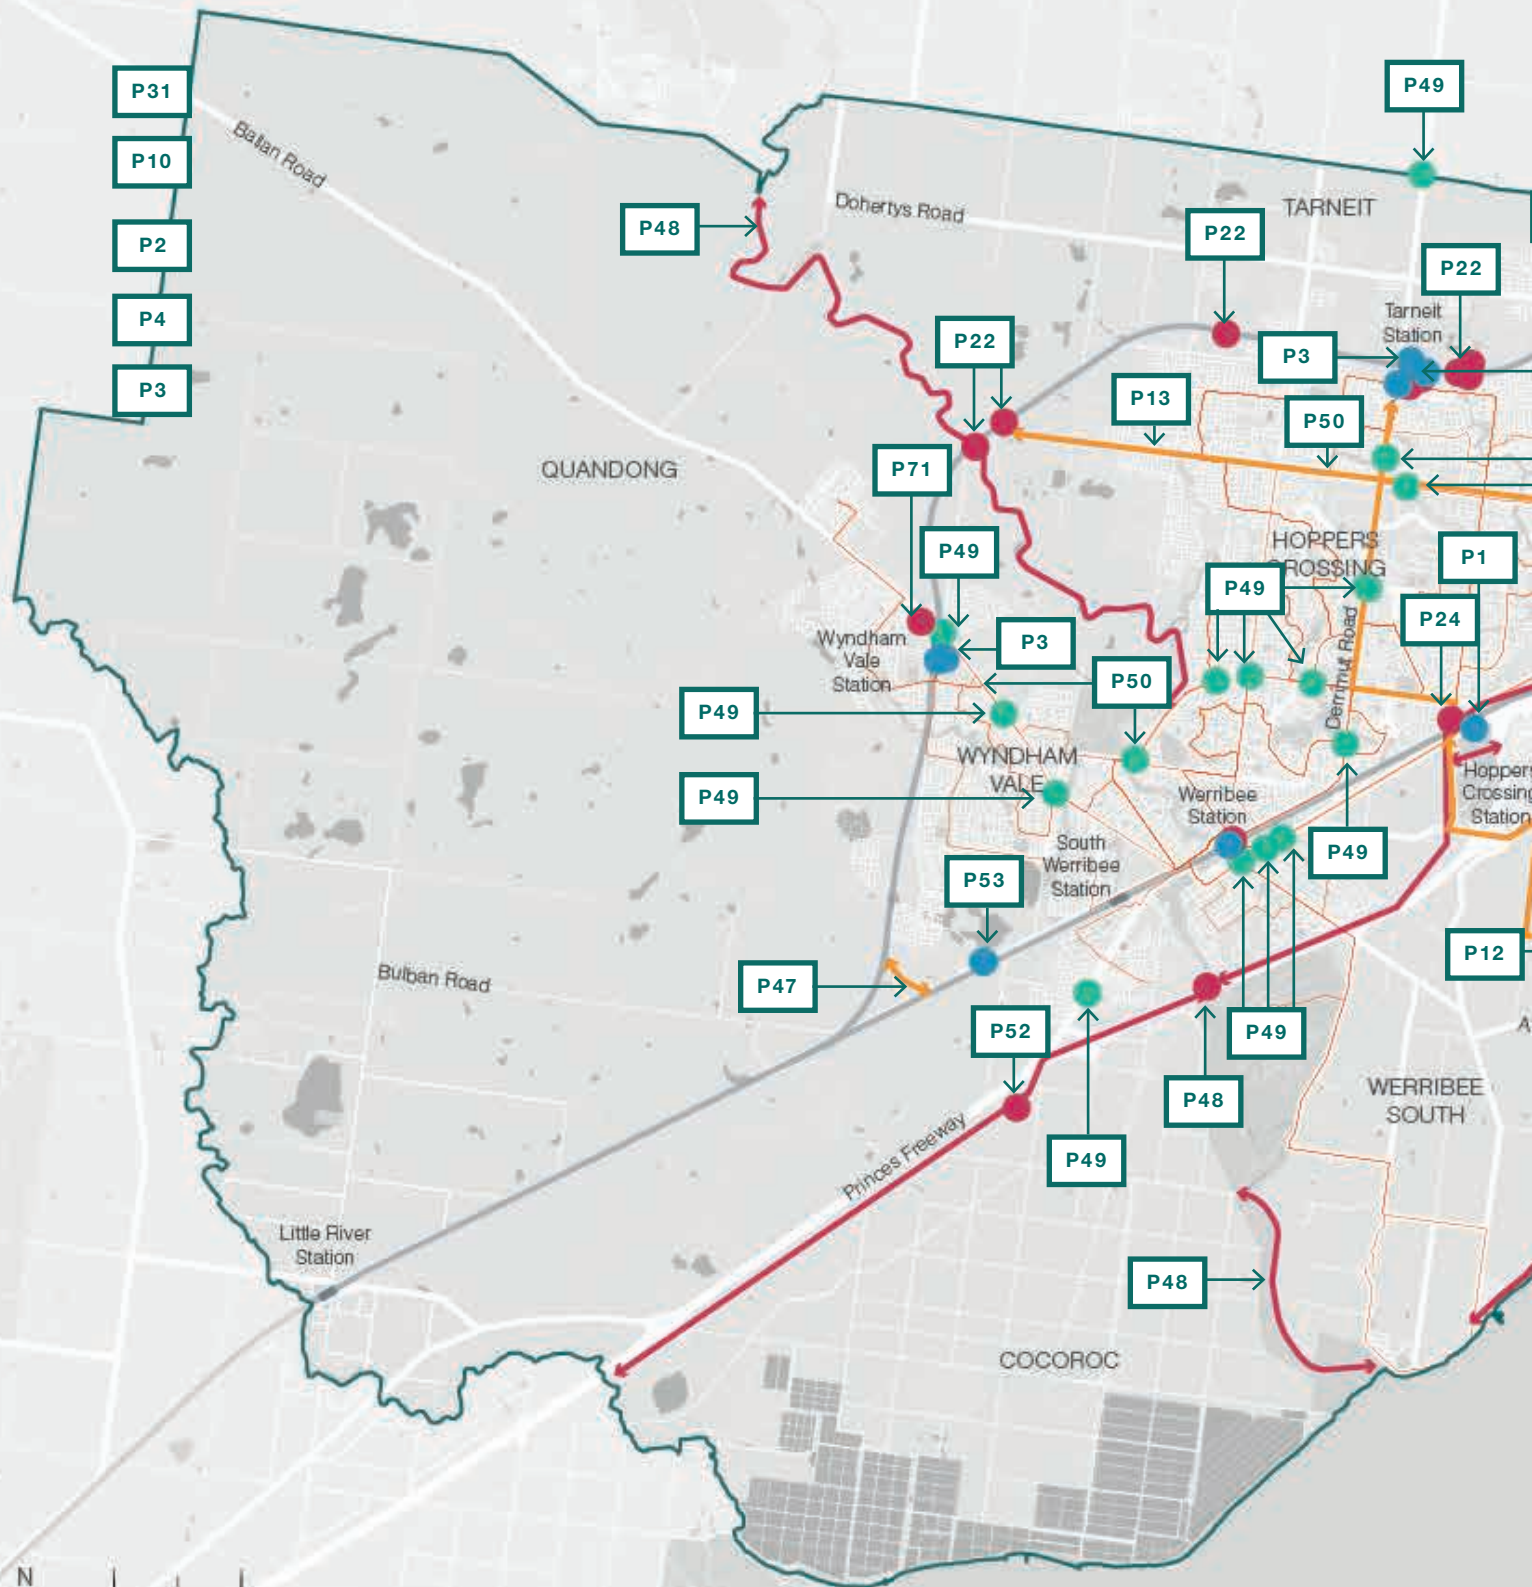 P31
P49
Ballan Road
P10
Dohertys Road
TARNEIT
P48
P22
P2
P22
P4
Tarneit
Station
P22
P3
P3
P13
P50
QUANDONG
P71
P49
HOPPERS
CROSSING
P1
P49
P24
Wyndham
Vale
Station
P3
P50
Derrimut Road
P49
WYNDHAM
VALE
Hoppers
Crossing
Station
P49
Werribee
Station
South
Werribee
Station
P49
P53
P12
Bulban Road
P47
P52
P49
P48
WERRIBEE
SOUTH
Princes Freeway
P49
Little River
Station
P48
COCOROC
N